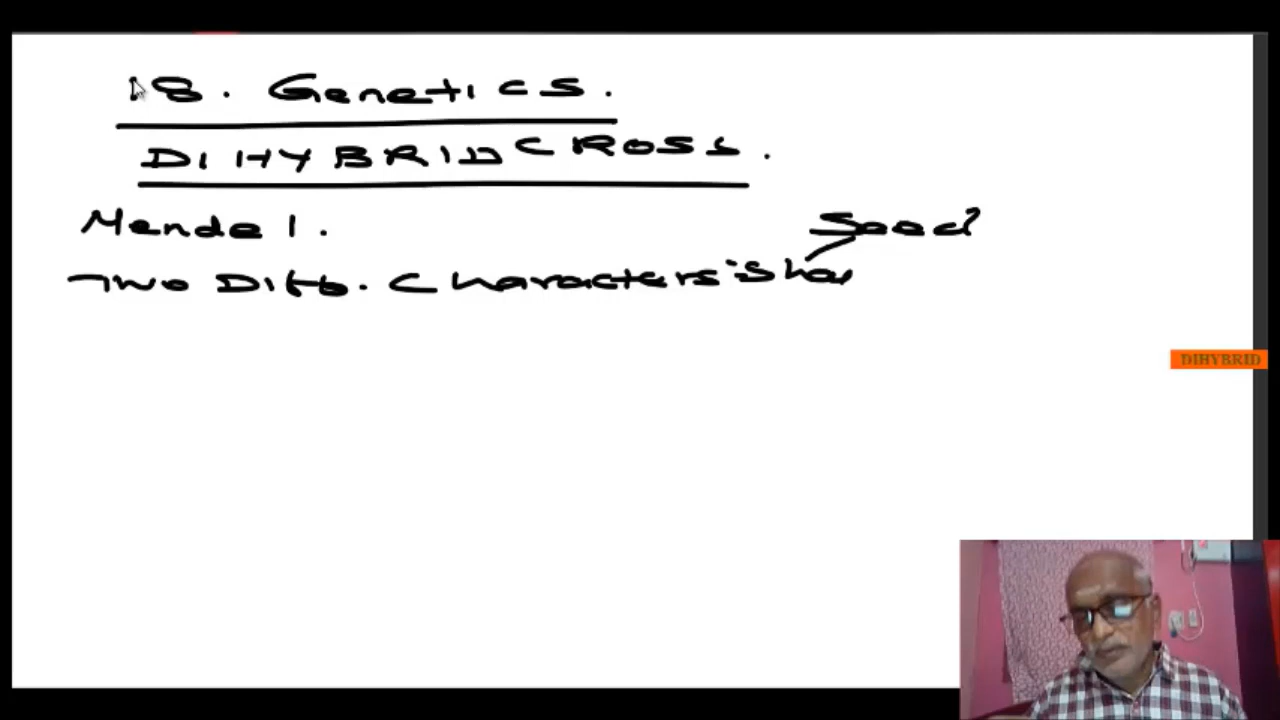 18. Genetics.
DIHYBRID CROSS.
Mendel.
Seed
Two Diff. Characters: Sha
DIHYBRID